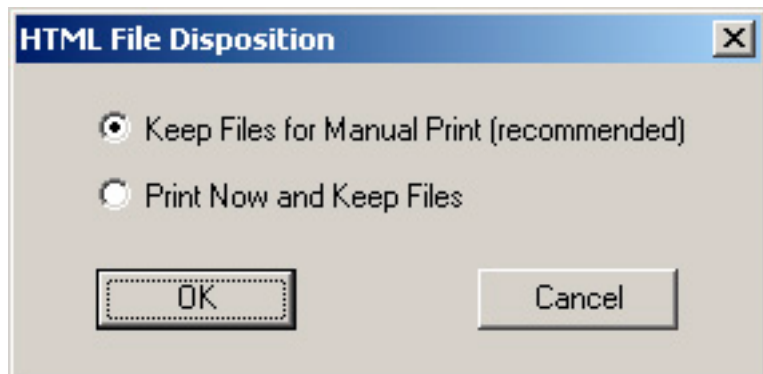 HTML File Disposition
Keep Files for Manual Print (recommended)
Print Now and Keep Files
OK
Cancel